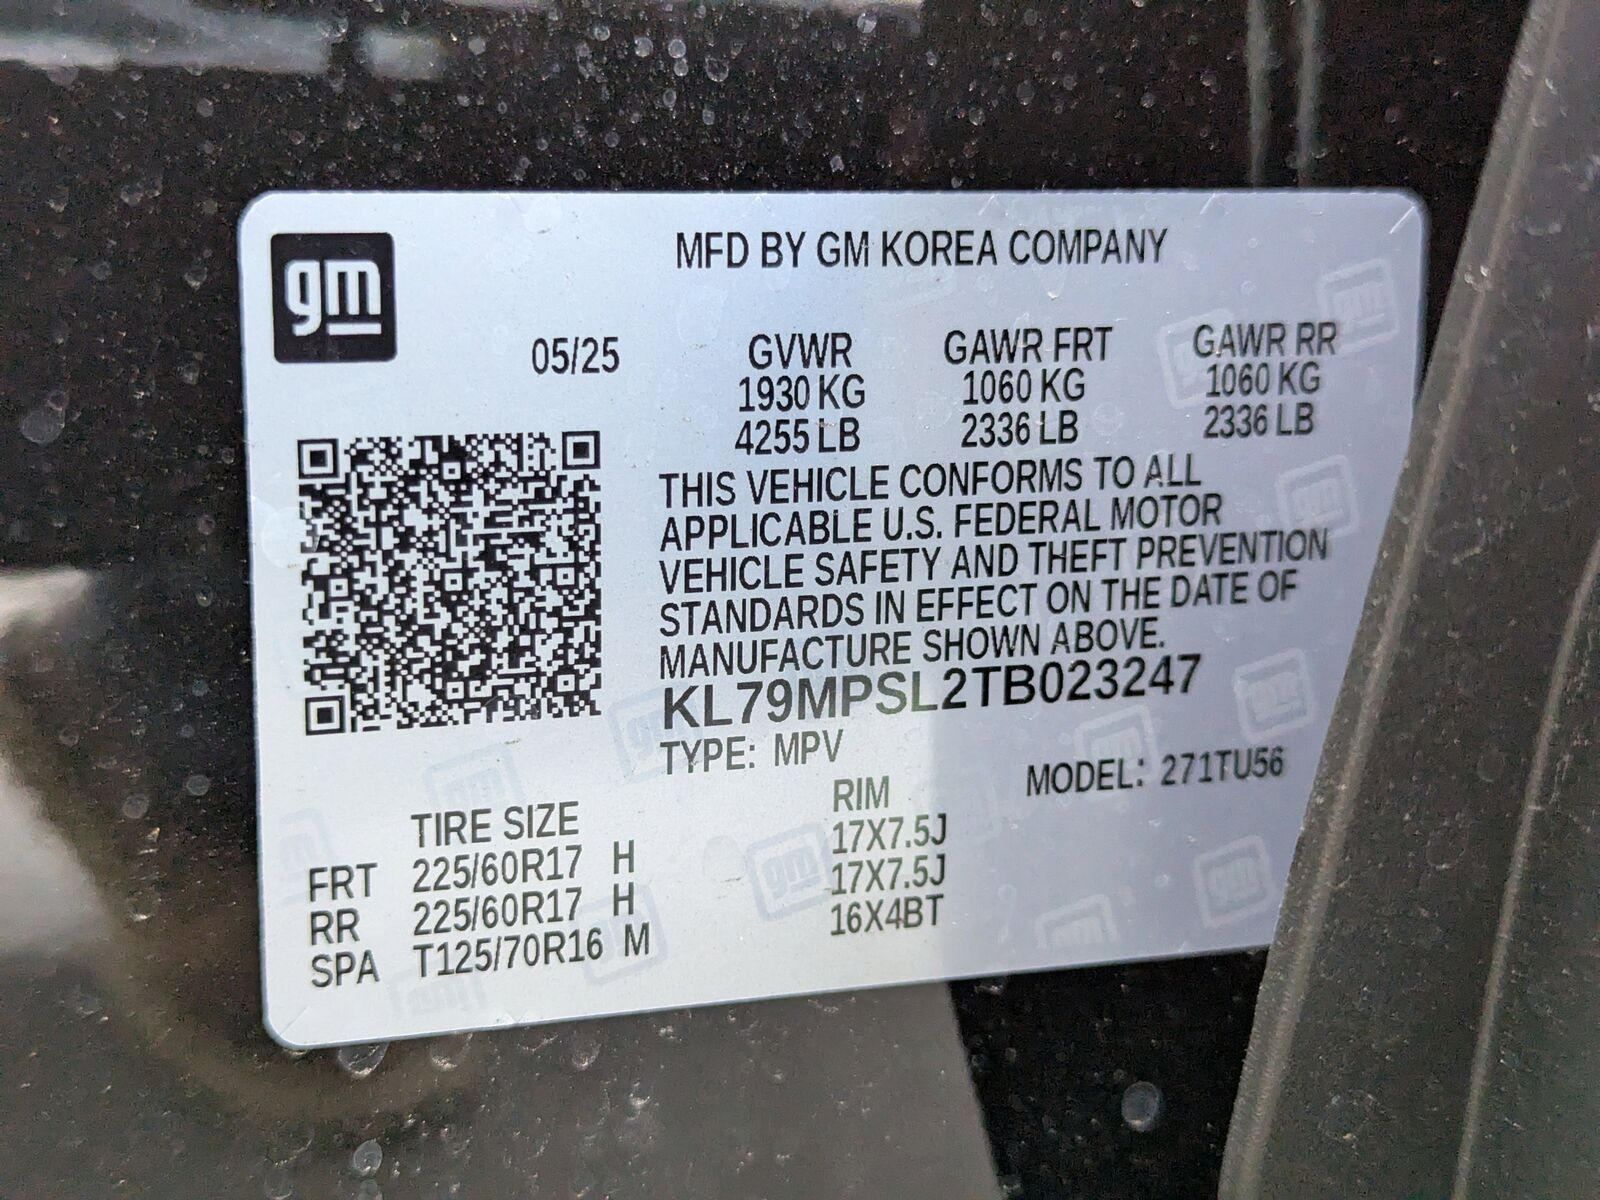 gm
MFD BY GM KOREA COMPANY
05/25 GVWR GAWR FRT GAWR RR
1930 KG 1060 KG 1060 KG
4255 LB 2336 LB 2336 LB
THIS VEHICLE CONFORMS TO ALL
APPLICABLE U.S. FEDERAL MOTOR
VEHICLE SAFETY AND THEFT PREVENTION
STANDARDS IN EFFECT ON THE DATE OF
MANUFACTURE SHOWN ABOVE.
KL79MPSL2TB023247
TYPE: MPV MODEL: 271TU56
TIRE SIZE RIM
FRT 225/60R17 H 17X7.5J
RR 225/60R17 H 17X7.5J
SPA T125/70R16 M 16X4BT